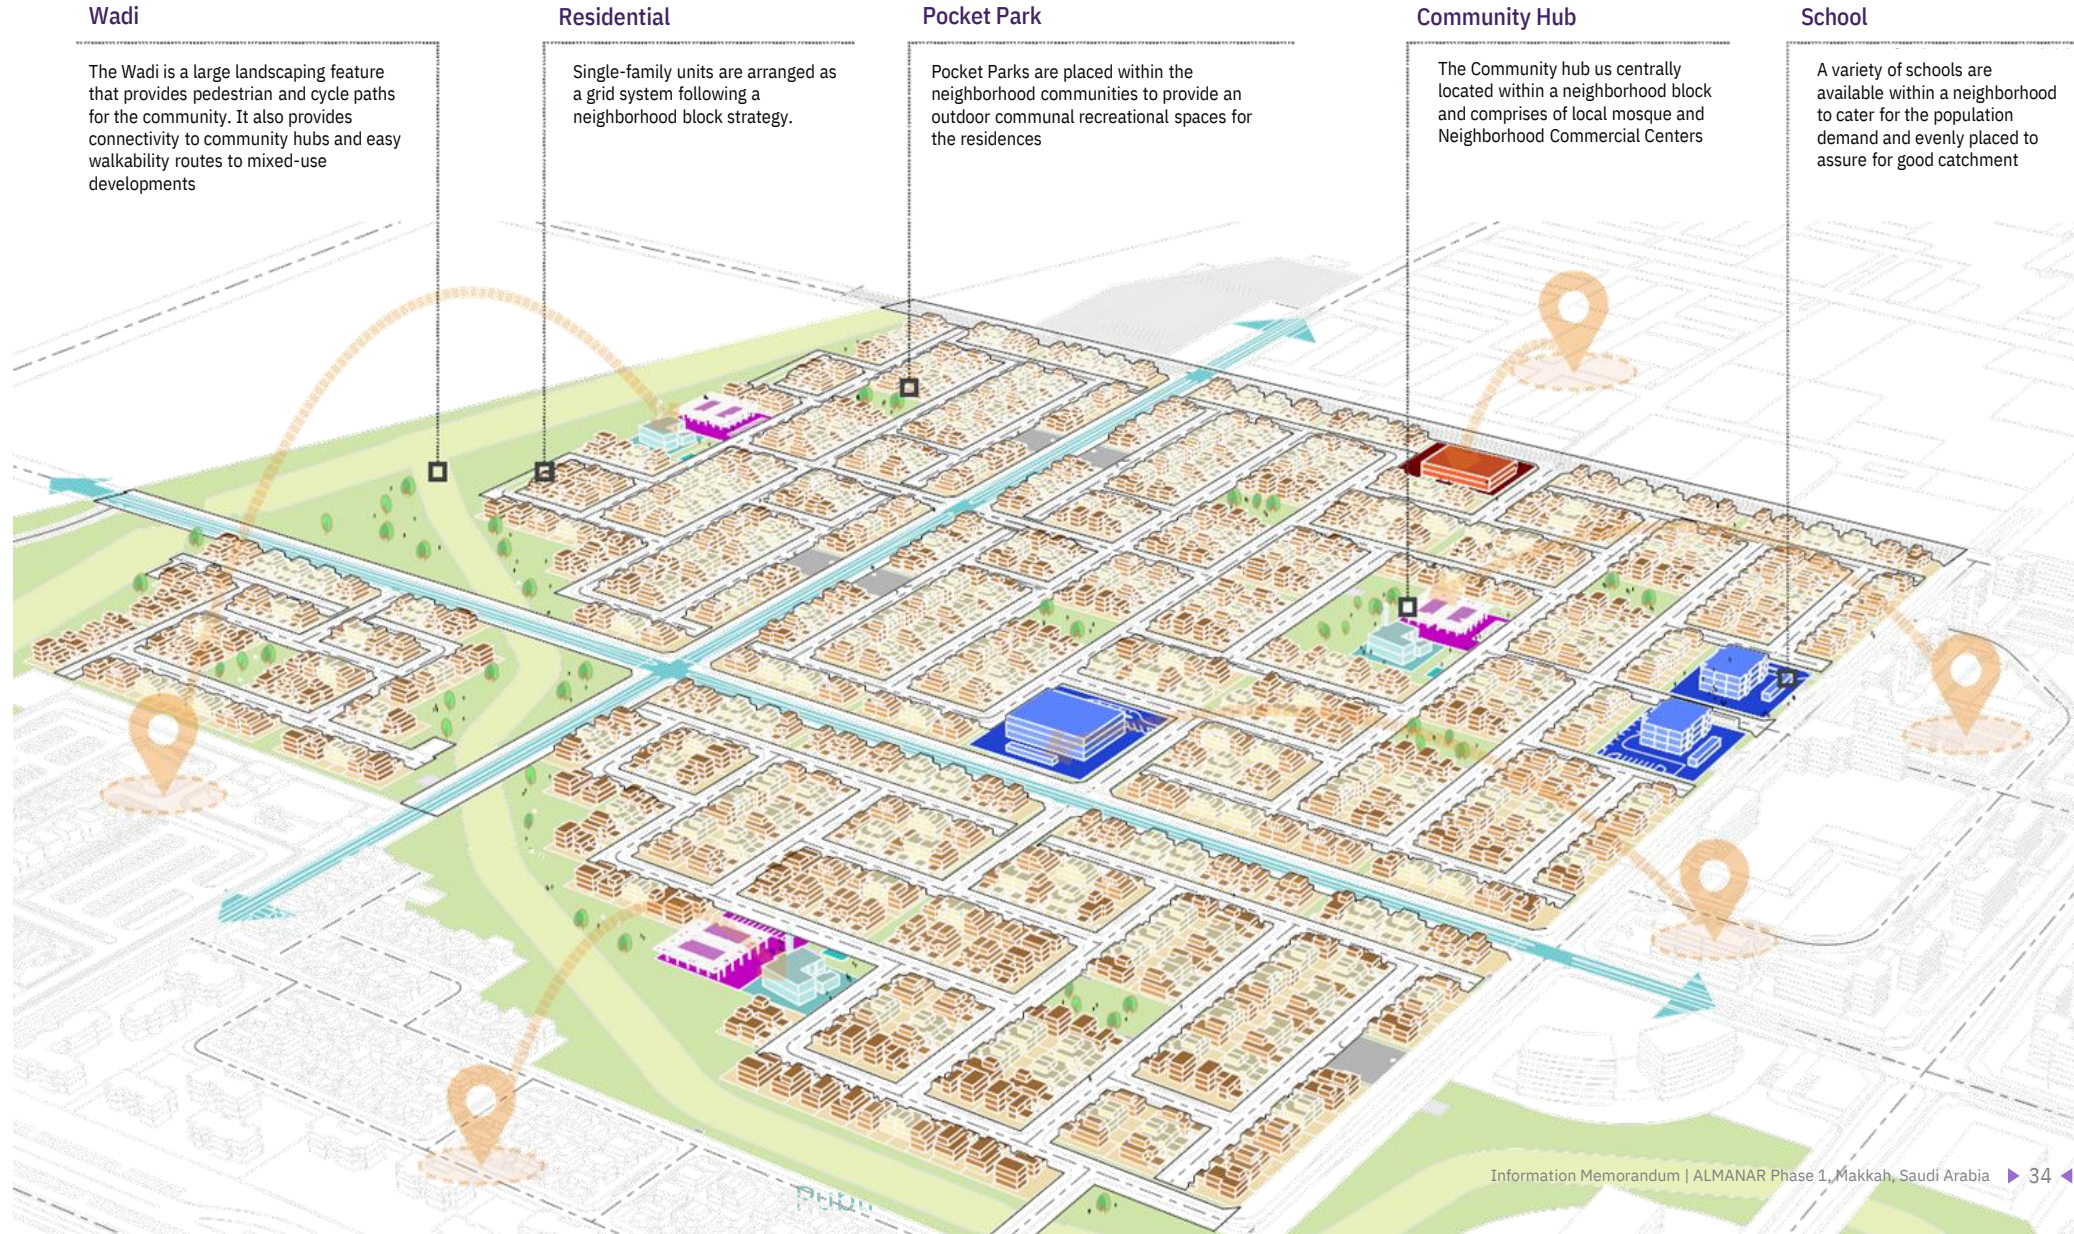 Wadi
The Wadi is a large landscaping feature
that provides pedestrian and cycle paths
for the community. It also provides
connectivity to community hubs and easy
walkability routes to mixed-use
developments
Residential
Single-family units are arranged as
a grid system following a
neighborhood block strategy.
Pocket Park
Pocket Parks are placed within the
neighborhood communities to provide an
outdoor communal recreational spaces for
the residences
Community Hub
The Community hub us centrally
located within a neighborhood block
and comprises of local mosque and
Neighborhood Commercial Centers
School
A variety of schools are
available within a neighborhood
to cater for the population
demand and evenly placed to
assure for good catchment
Information Memorandum | ALMANAR Phase 1, Makkah, Saudi Arabia 34